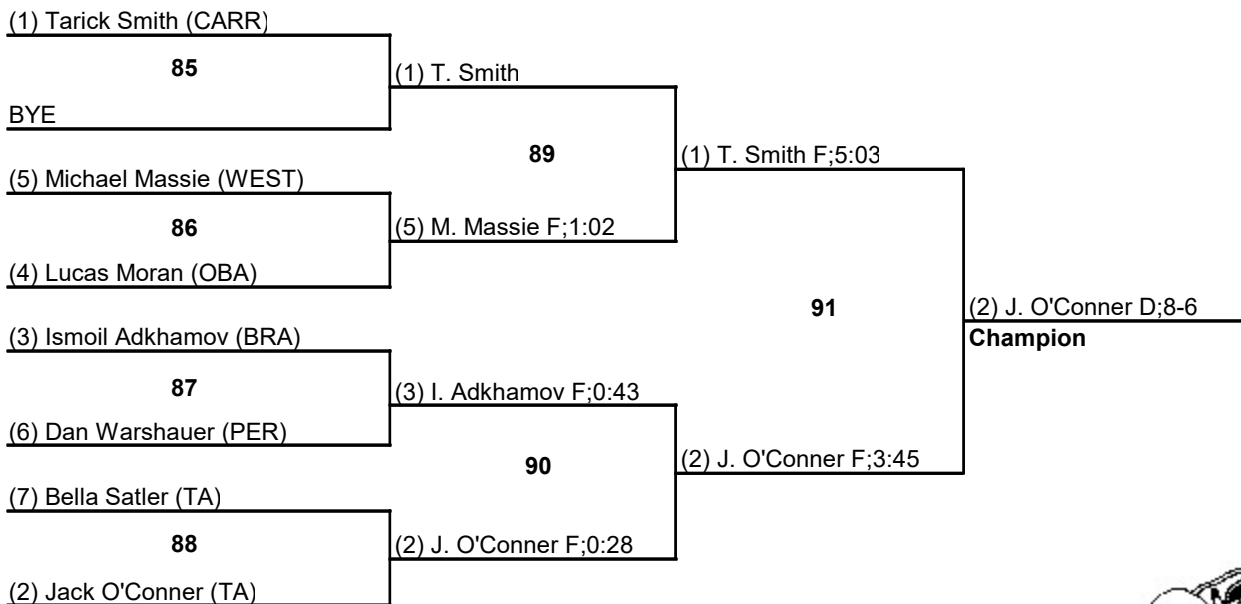 (1) Tarick Smith (CARR)
85
(1) T. Smith
BYE
89
(1) T. Smith F;5:03
(5) Michael Massie (WEST)
86
(5) M. Massie F;1:02
(4) Lucas Moran (OBA)
91
(2) J. O'Conner D;8-6
Champion
(3) Ismoil Adkhamov (BRA)
87
(3) I. Adkhamov F;0:43
(6) Dan Warshauer (PER)
90
(2) J. O'Conner F;3:45
(7) Bella Satler (TA)
88
(2) J. O'Conner F;0:28
(2) Jack O'Conner (TA)